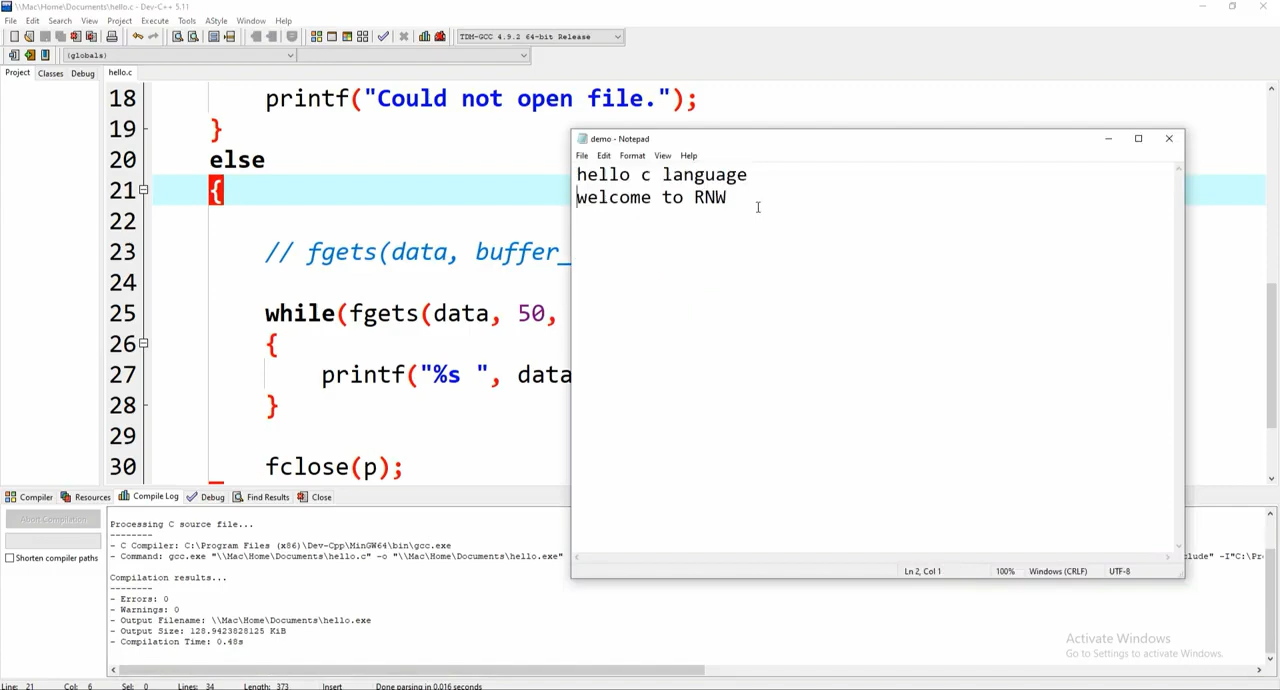 \\Mac\Home\Documents\hello.c - Dev-C++ 5.11
File Edit Search View Project Execute Tools AStyle Window Help
TDM-GCC 4.9.2 64-bit Release
(globals)
Project Classes Debug hello.c
18 printf("Could not open file.");
19 }
20 else
21 {
22
23 // fgets(data, buffer_
24
25 while(fgets(data, 50,
26 {
27 printf("%s ", data
28 }
29
30 fclose(p);
demo - Notepad
File Edit Format View Help
hello c language
welcome to RNW
Ln 2, Col 1 100% Windows (CRLF) UTF-8
Compiler Resources Compile Log Debug Find Results Close
Abort Compilation
Shorten compiler paths
Processing C source file...
--------
- C Compiler: C:\Program Files (x86)\Dev-Cpp\MinGW64\bin\gcc.exe
- Command: gcc.exe "\\Mac\Home\Documents\hello.c" -o "\\Mac\Home\Documents\hello.exe" clude" -I"C:\Pr
Compilation results...
--------
- Errors: 0
- Warnings: 0
- Output Filename: \\Mac\Home\Documents\hello.exe
- Output Size: 128.9423828125 KiB
- Compilation Time: 0.48s
Activate Windows
Go to Settings to activate Windows.
Line: 21 Col: 6 Sel: 0 Lines: 34 Length: 373 Insert Done parsing in 0.016 seconds